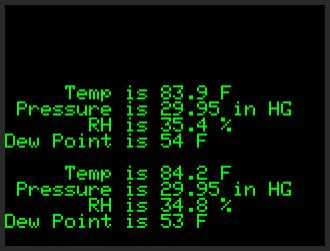 Temp is 83.9 F
Pressure is 29.95 in HG
RH is 35.4 %
Dew Point is 54 F
Temp is 84.2 F
Pressure is 29.95 in HG
RH is 34.8 %
Dew Point is 53 F